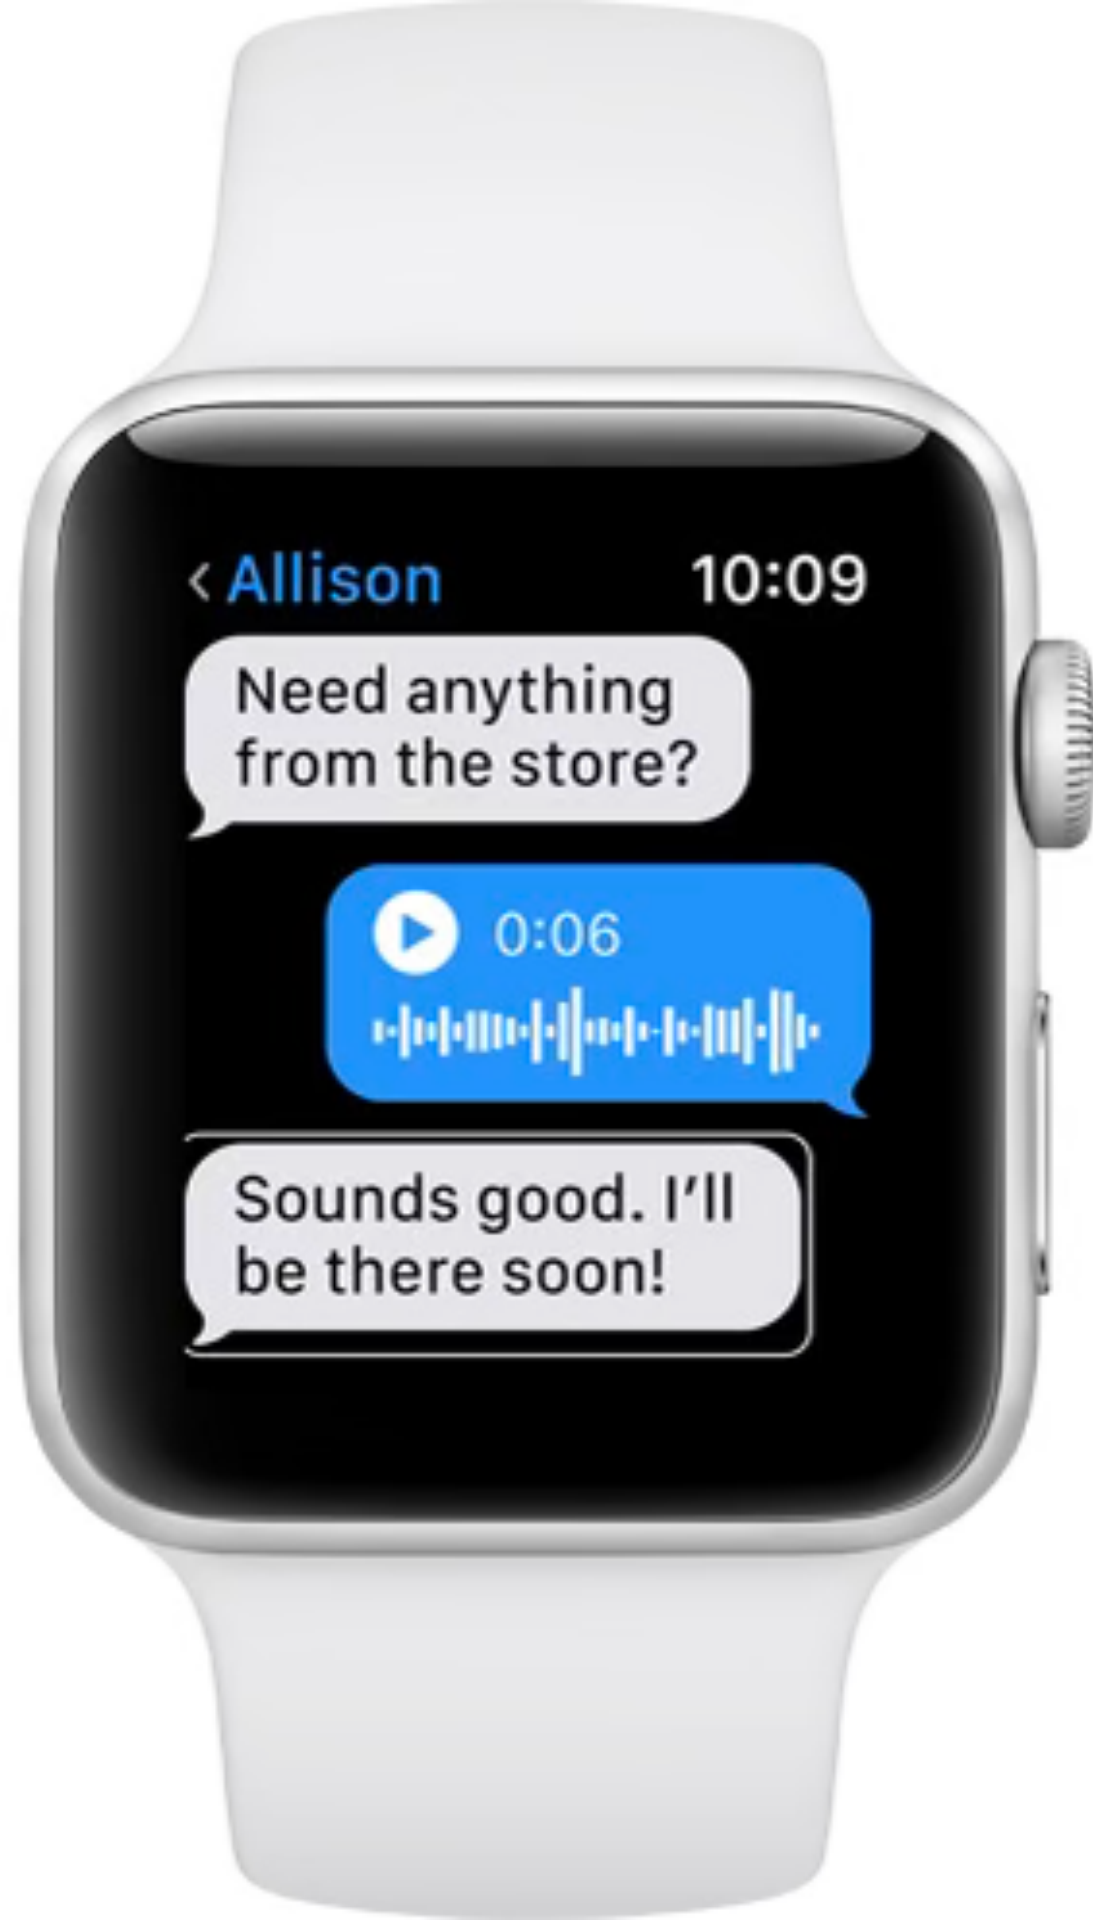 Allison 10:09
Need anything
from the store?
0:06
Sounds good. I’ll
be there soon!